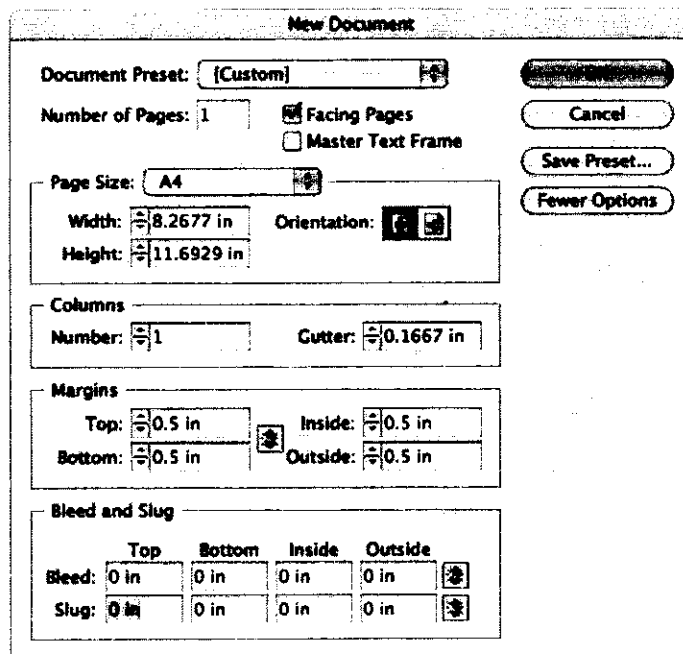 New Document
Document Preset: [Custom]
Number of Pages: 1
Facing Pages
Cancel
Master Text Frame
Save Preset...
Page Size: A4
Fewer Options
Width: 8.2677 in
Orientation:
Height: 11.6929 in
Columns
Number: 1
Gutter: 0.1667 in
Margins
Top: 0.5 in
Inside: 0.5 in
Bottom: 0.5 in
Outside: 0.5 in
Bleed and Slug
Top Bottom Inside Outside
Bleed: 0 in 0 in 0 in 0 in
Slug: 0 in 0 in 0 in 0 in